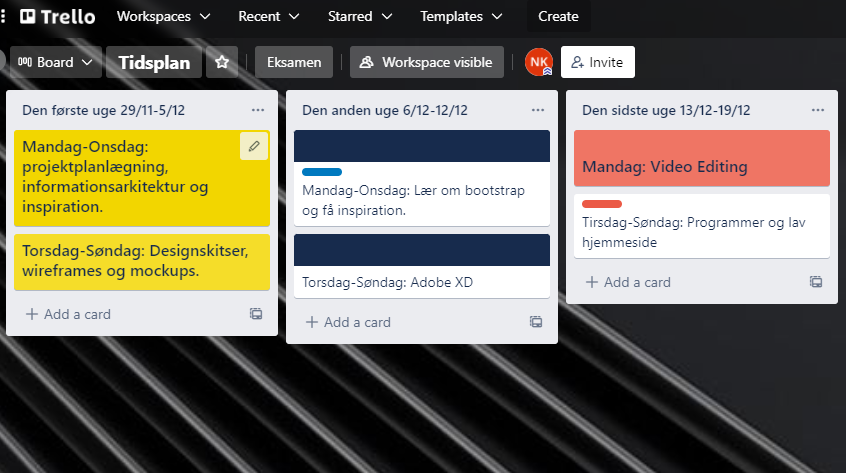 Trello Workspaces Recent Starred Templates Create
Board Tidsplan Eksamen Workspace visible NK Invite
Den første uge 29/11-5/12
Mandag-Onsdag:
projektplanlægning,
informationsarkitektur og
inspiration.
Torsdag-Søndag: Designskitser,
wireframes og mockups.
Add a card
Den anden uge 6/12-12/12
Mandag-Onsdag: Lær om bootstrap
og få inspiration.
Torsdag-Søndag: Adobe XD
Add a card
Den sidste uge 13/12-19/12
Mandag: Video Editing
Tirsdag-Søndag: Programmer og lav
hjemmeside
Add a card